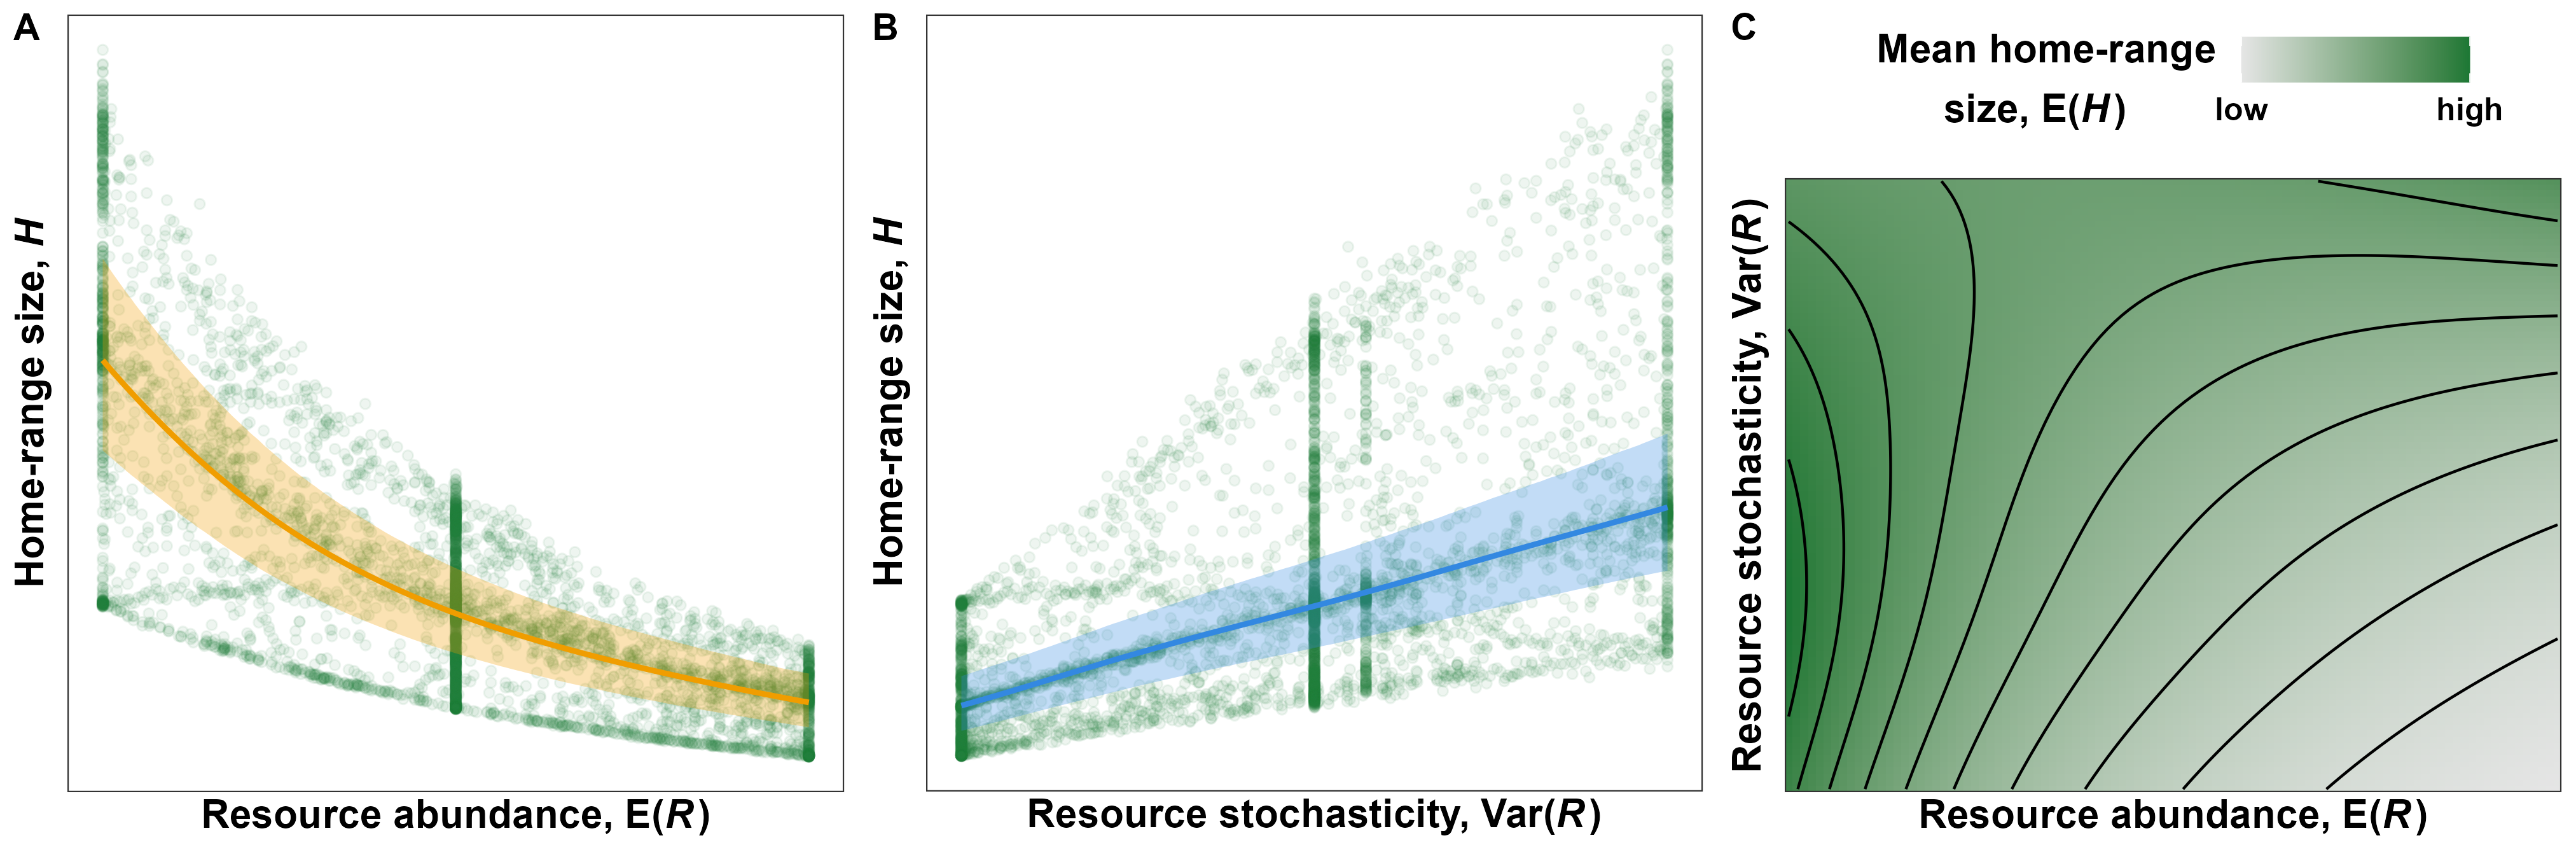 A
Home-range size, H
Resource abundance, E(R)
B
Home-range size, H
Resource stochasticity, Var(R)
C
Mean home-range
size, E(H)
low
high
Resource stochasticity, Var(R)
Resource abundance, E(R)